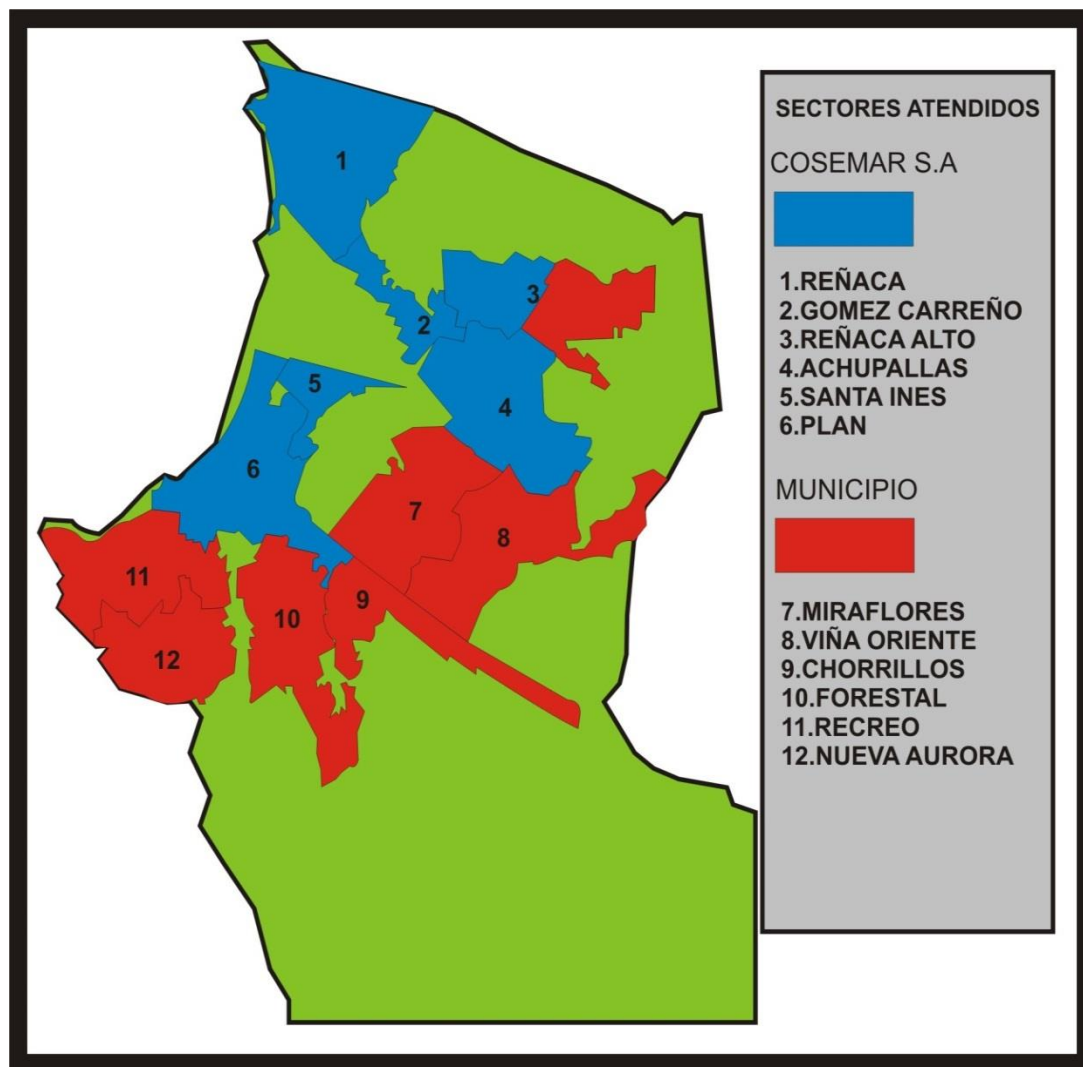 1
2
3
4
5
6
7
8
9
10
11
12
SECTORES ATENDIDOS
COSEMAR S.A
1.REÑACA
2.GOMEZ CARREÑO
3.REÑACA ALTO
4.ACHUPALLAS
5.SANTA INES
6.PLAN
MUNICIPIO
7.MIRAFLORES
8.VIÑA ORIENTE
9.CHORRILLOS
10.FORESTAL
11.RECREO
12.NUEVA AURORA